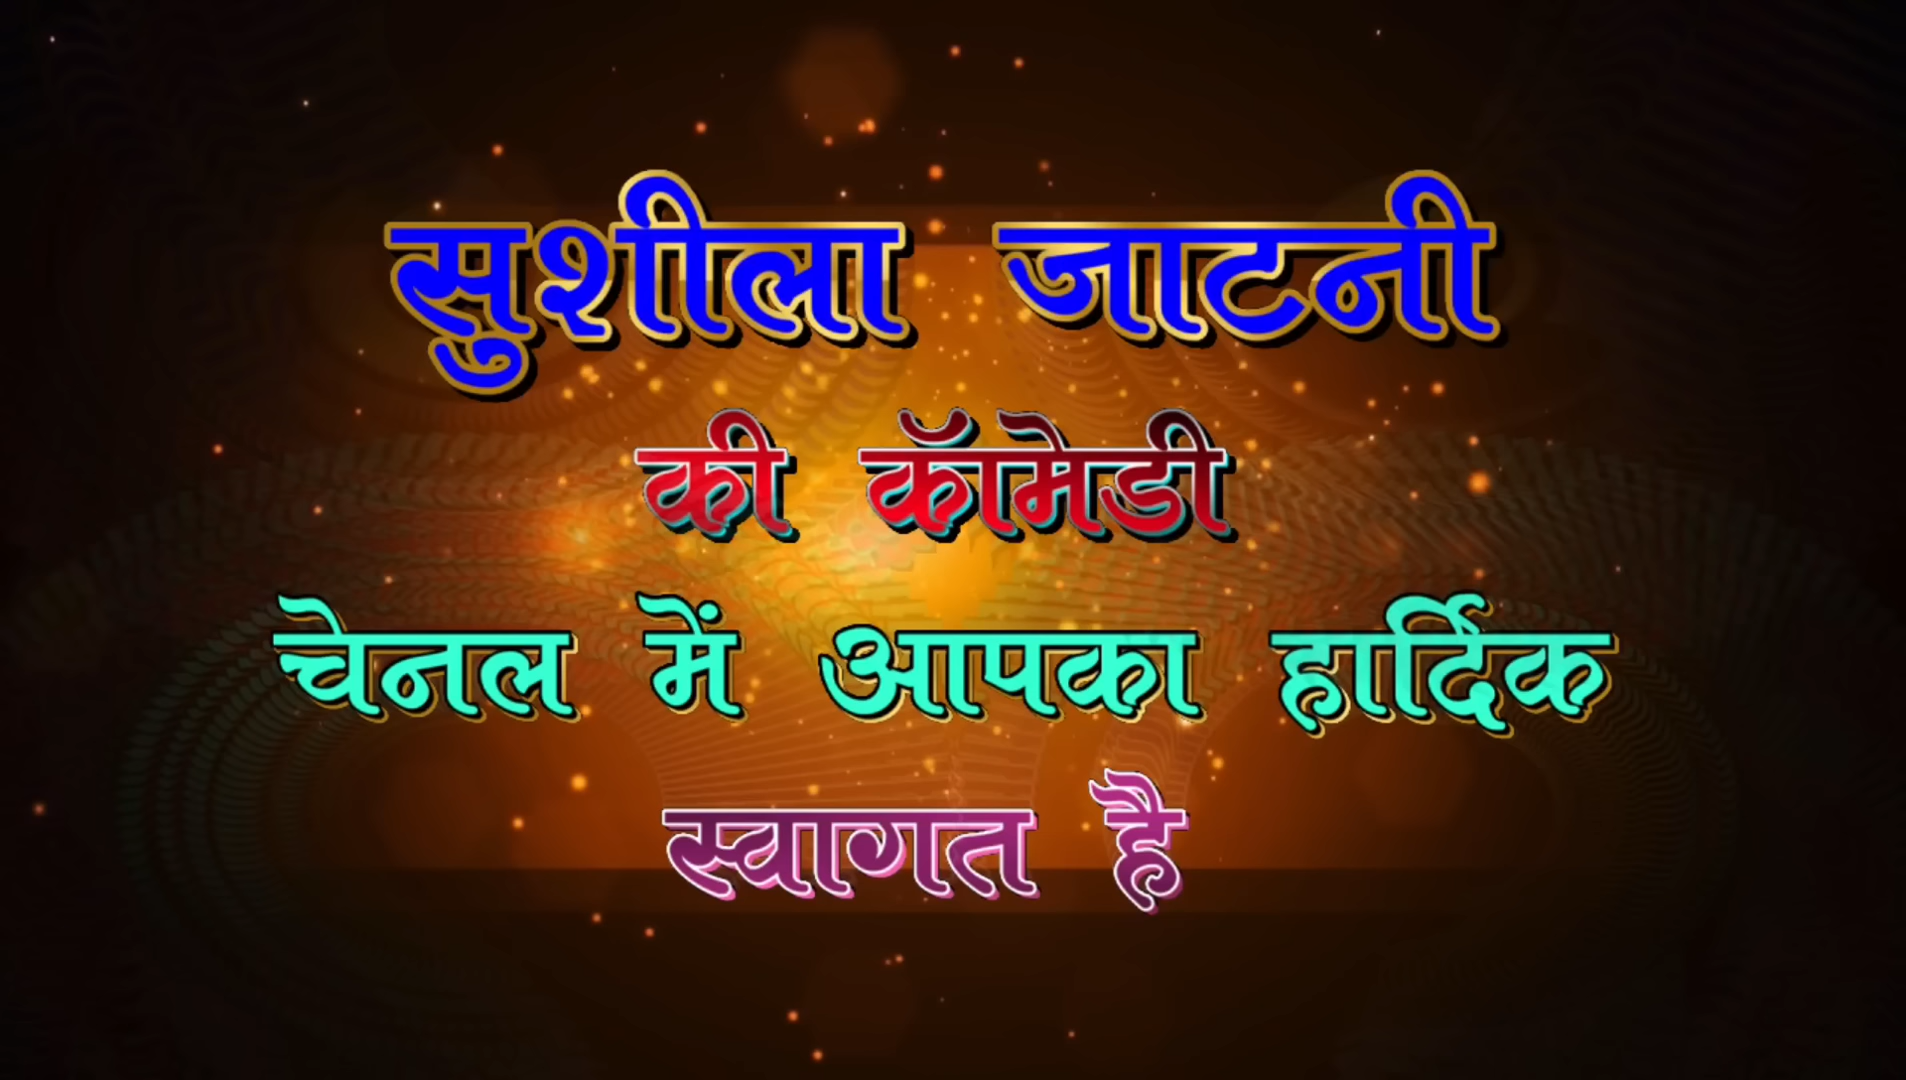 सुशीला जाटनी
की कॉमेडी
चेनल में आपका हार्दिक
स्वागत है